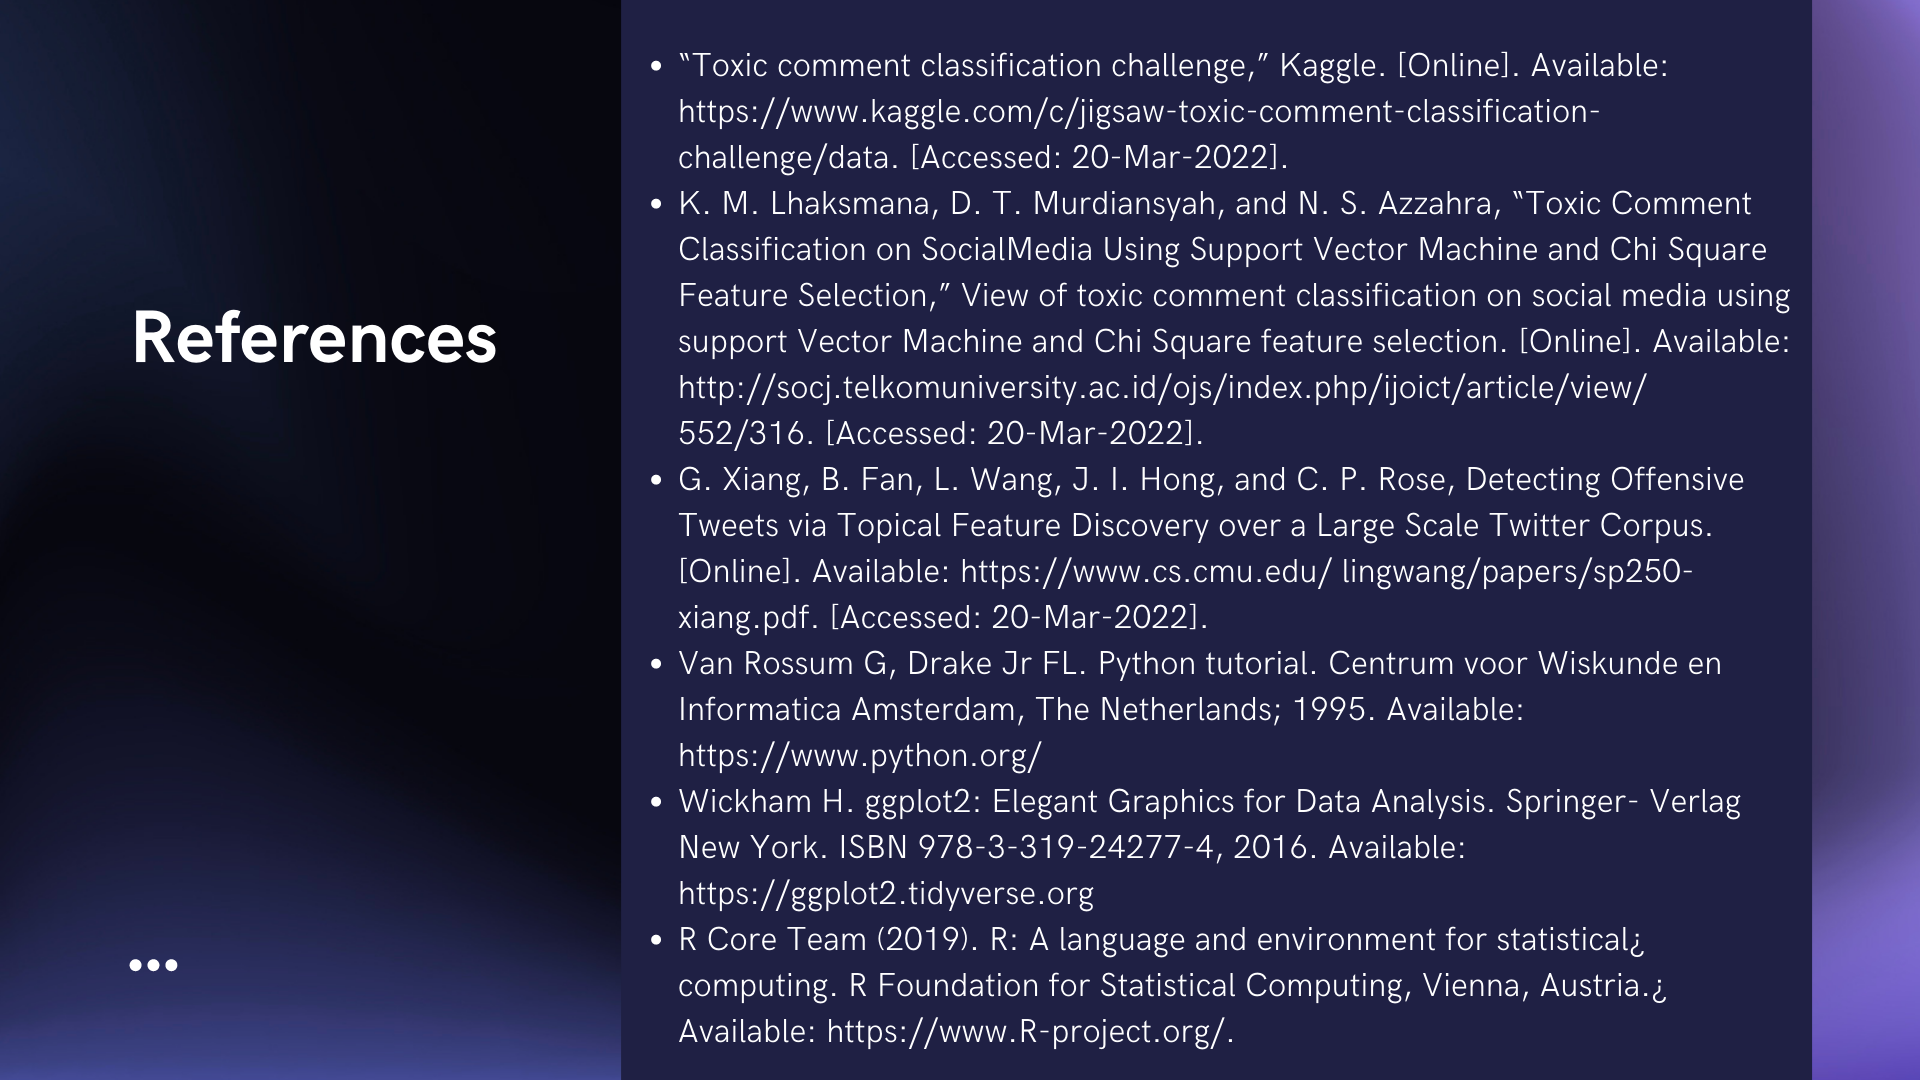 References
• “Toxic comment classification challenge,” Kaggle. [Online]. Available:
https://www.kaggle.com/c/jigsaw-toxic-comment-classification-
challenge/data. [Accessed: 20-Mar-2022].
• K. M. Lhaksmana, D. T. Murdiansyah, and N. S. Azzahra, “Toxic Comment
Classification on SocialMedia Using Support Vector Machine and Chi Square
Feature Selection,” View of toxic comment classification on social media using
support Vector Machine and Chi Square feature selection. [Online]. Available:
http://socj.telkomuniversity.ac.id/ojs/index.php/ijoict/article/view/
552/316. [Accessed: 20-Mar-2022].
• G. Xiang, B. Fan, L. Wang, J. I. Hong, and C. P. Rose, Detecting Offensive
Tweets via Topical Feature Discovery over a Large Scale Twitter Corpus.
[Online]. Available: https://www.cs.cmu.edu/ lingwang/papers/sp250-
xiang.pdf. [Accessed: 20-Mar-2022].
• Van Rossum G, Drake Jr FL. Python tutorial. Centrum voor Wiskunde en
Informatica Amsterdam, The Netherlands; 1995. Available:
https://www.python.org/
• Wickham H. ggplot2: Elegant Graphics for Data Analysis. Springer- Verlag
New York. ISBN 978-3-319-24277-4, 2016. Available:
https://ggplot2.tidyverse.org
• R Core Team (2019). R: A language and environment for statistical¿
computing. R Foundation for Statistical Computing, Vienna, Austria.¿
Available: https://www.R-project.org/.